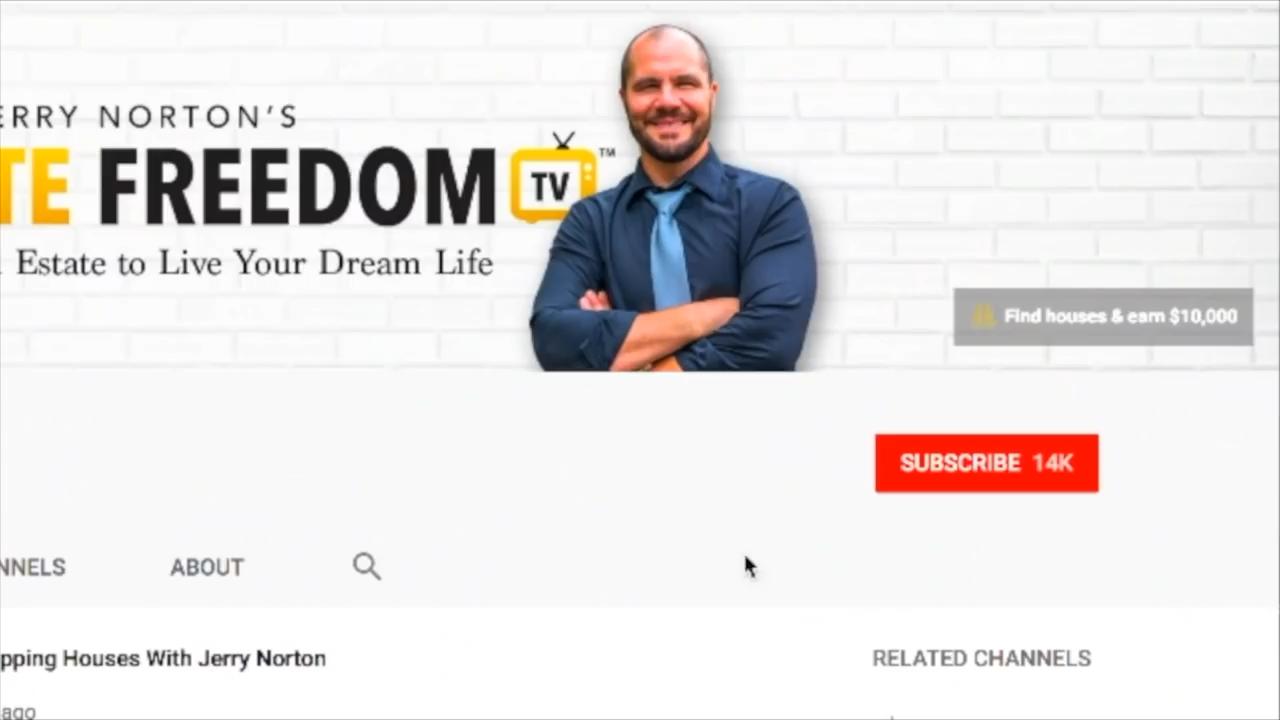 ERRY NORTON'S
TE FREEDOM TV ™
Estate to Live Your Dream Life
Find houses & earn $10,000
SUBSCRIBE 14K
NNELS ABOUT
pping Houses With Jerry Norton
RELATED CHANNELS
ago